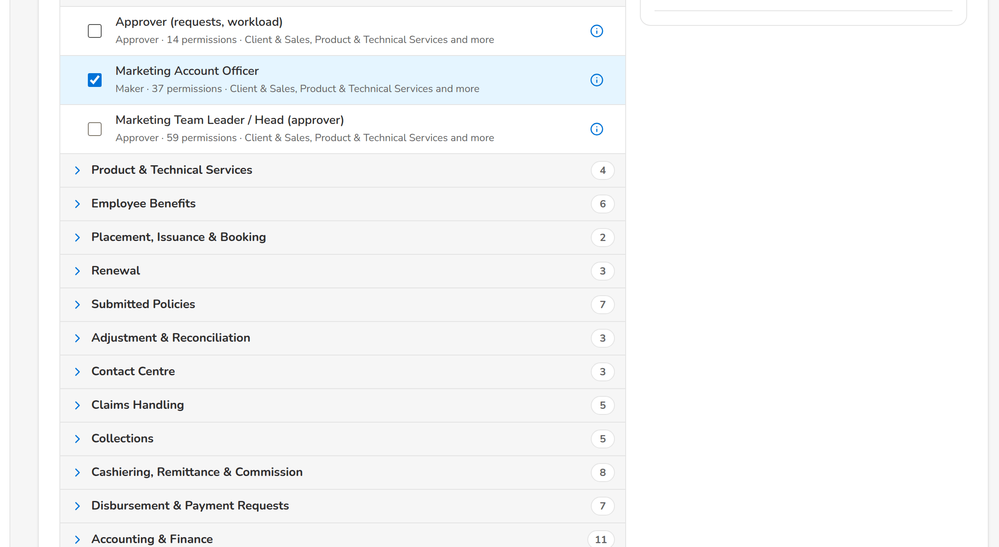 Approver (requests, workload)
Approver · 14 permissions · Client & Sales, Product & Technical Services and more
Marketing Account Officer
Maker · 37 permissions · Client & Sales, Product & Technical Services and more
Marketing Team Leader / Head (approver)
Approver · 59 permissions · Client & Sales, Product & Technical Services and more
Product & Technical Services 4
Employee Benefits 6
Placement, Issuance & Booking 2
Renewal 3
Submitted Policies 7
Adjustment & Reconciliation 3
Contact Centre 3
Claims Handling 5
Collections 5
Cashiering, Remittance & Commission 8
Disbursement & Payment Requests 7
Accounting & Finance 11